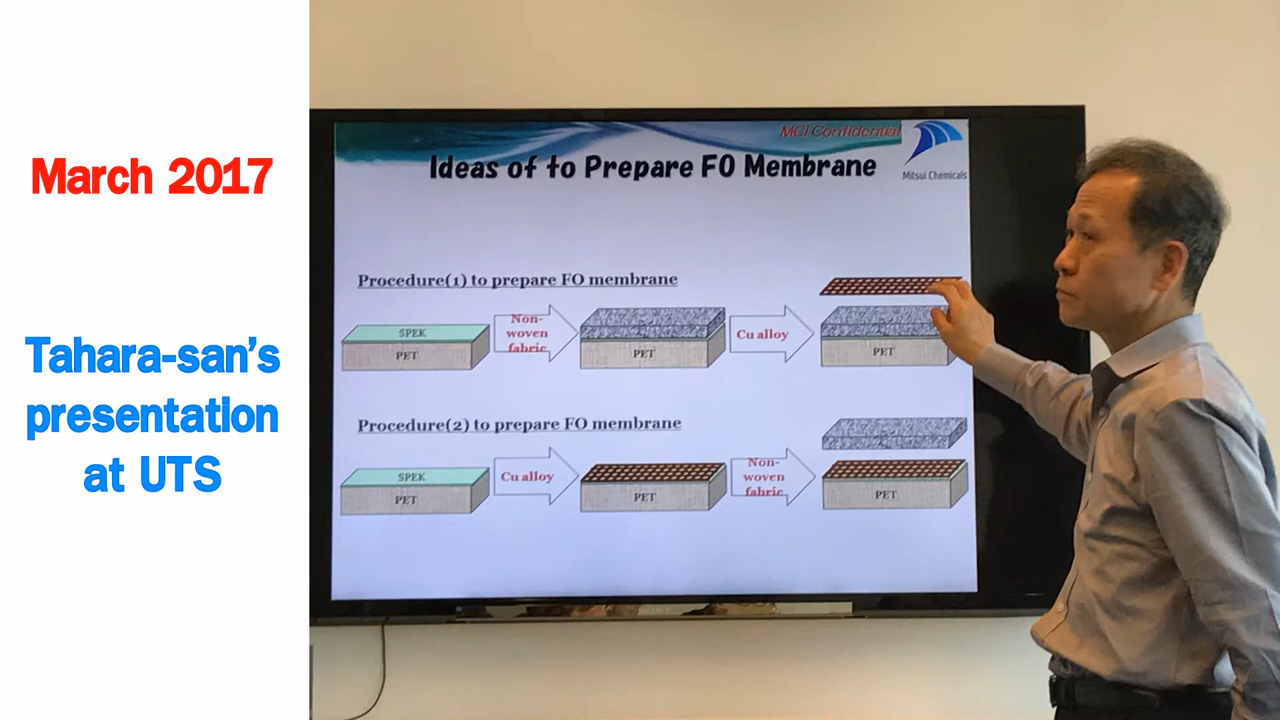 March 2017
Tahara-san's
presentation
at UTS
MCI Confidential
Ideas of to Prepare FO Membrane
Mitsui Chemicals
Procedure(1) to prepare FO membrane
SPEK
PET
Non-
woven
fabric
PET
Cu alloy
PET
Procedure(2) to prepare FO membrane
SPEK
PET
Cu alloy
PET
Non-
woven
fabric
PET
SONY